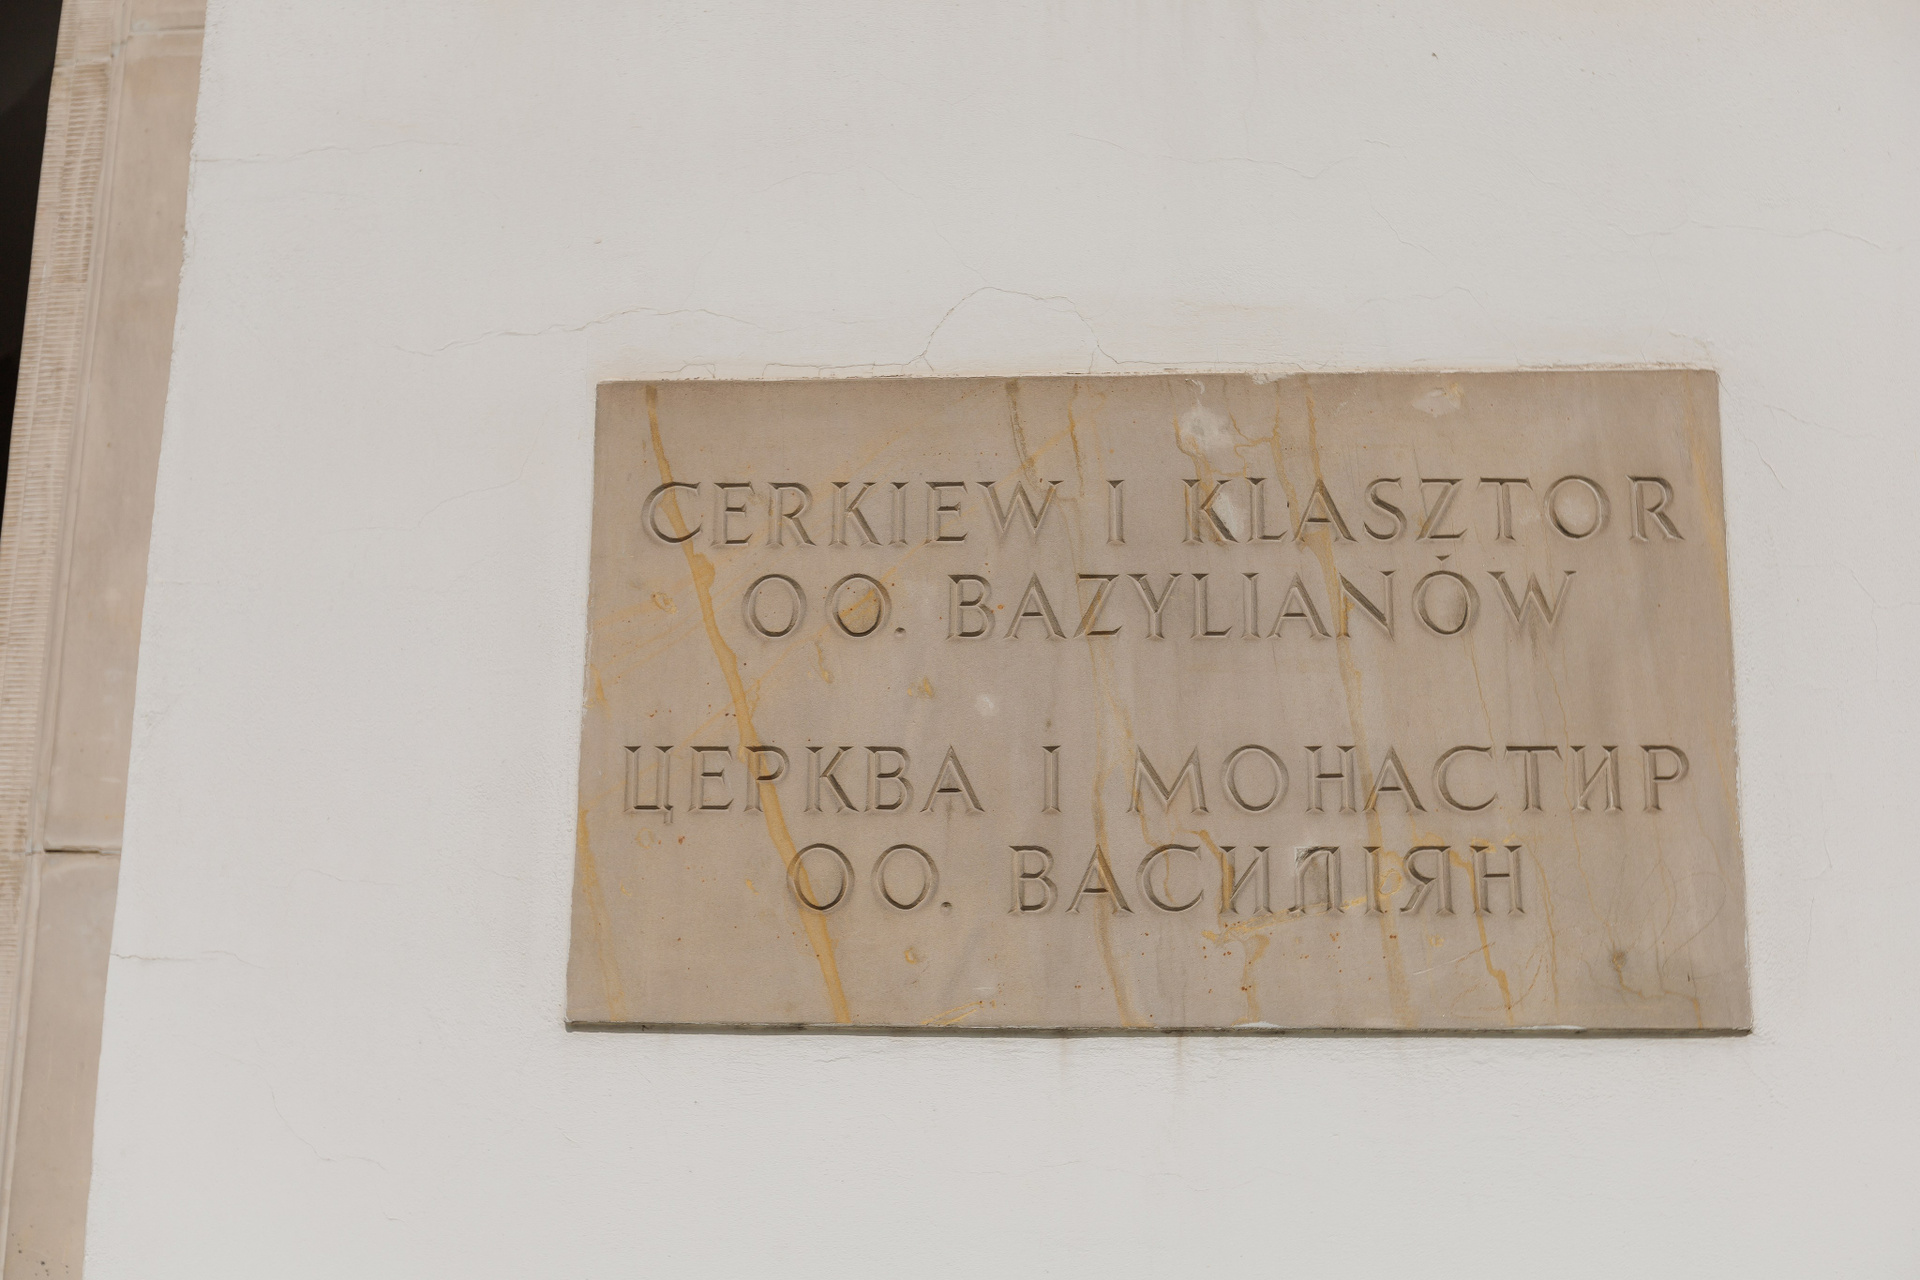 CERKIEW I KLASZTOR
OO. BAZYLIANÓW
ЦЕРКВА І МОНАСТИР
ОО. ВАСИЛІЯН